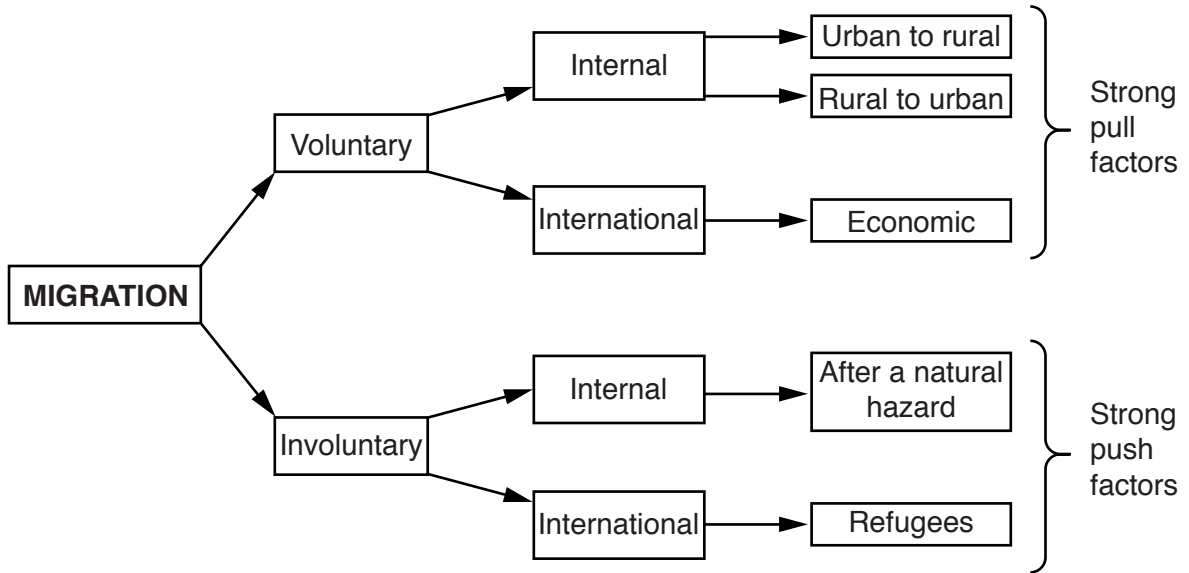 MIGRATION
Voluntary
Internal
Urban to rural
Rural to urban
International
Economic
Strong
pull
factors
Involuntary
Internal
After a natural
hazard
International
Refugees
Strong
push
factors